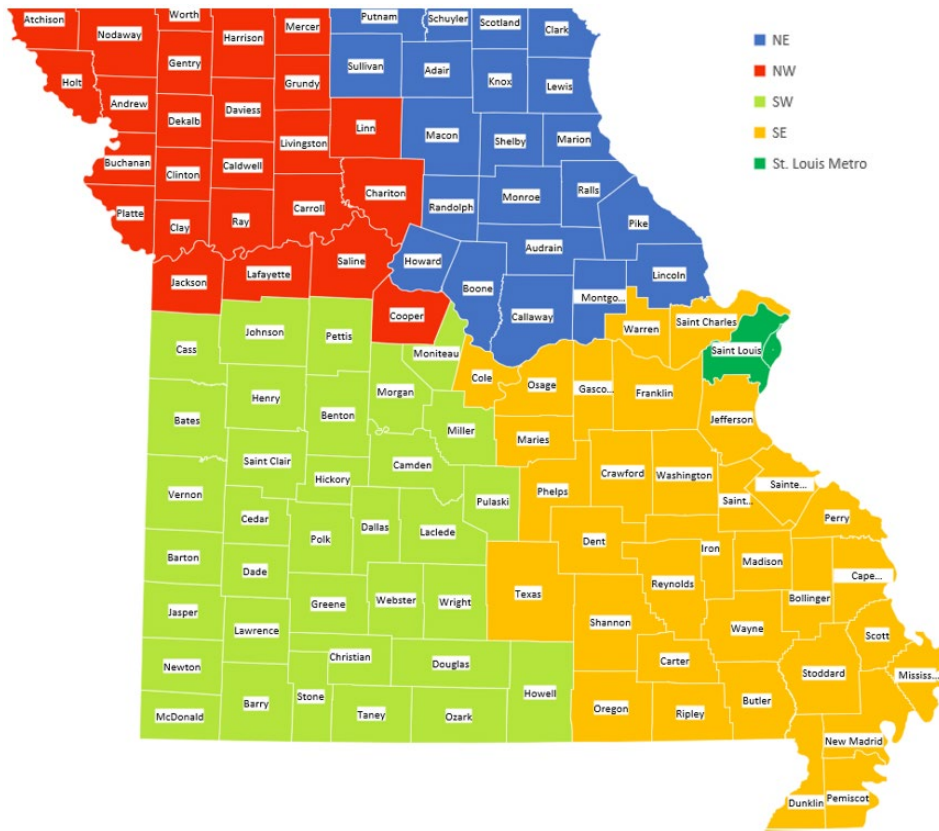 Atchison
Nodaway
Worth
Harrison
Mercer
Putnam
Schuyler
Scotland
Clark
NE
NW
SW
SE
St. Louis Metro
Holt
Gentry
Grundy
Sullivan
Adair
Knox
Lewis
Andrew
Dekalb
Daviess
Livingston
Linn
Macon
Shelby
Marion
Buchanan
Clinton
Caldwell
Chariton
Monroe
Ralls
Platte
Clay
Ray
Carroll
Randolph
Pike
Audrain
Jackson
Lafayette
Saline
Howard
Boone
Callaway
Montgo...
Lincoln
Cooper
Warren
Saint Charles
Saint Louis
Cass
Johnson
Pettis
Moniteau
Cole
Osage
Gasco...
Franklin
Jefferson
Bates
Henry
Benton
Morgan
Miller
Maries
Saint Clair
Hickory
Camden
Pulaski
Phelps
Crawford
Washington
Saint...
Sainte...
Perry
Vernon
Cedar
Polk
Dallas
Laclede
Dent
Iron
Madison
Cape...
Barton
Dade
Texas
Reynolds
Bollinger
Jasper
Greene
Webster
Wright
Shannon
Wayne
Scott
Lawrence
Newton
Christian
Douglas
Carter
Stoddard
Mississ...
McDonald
Barry
Stone
Taney
Ozark
Howell
Oregon
Ripley
Butler
New Madrid
Dunklin
Pemiscot